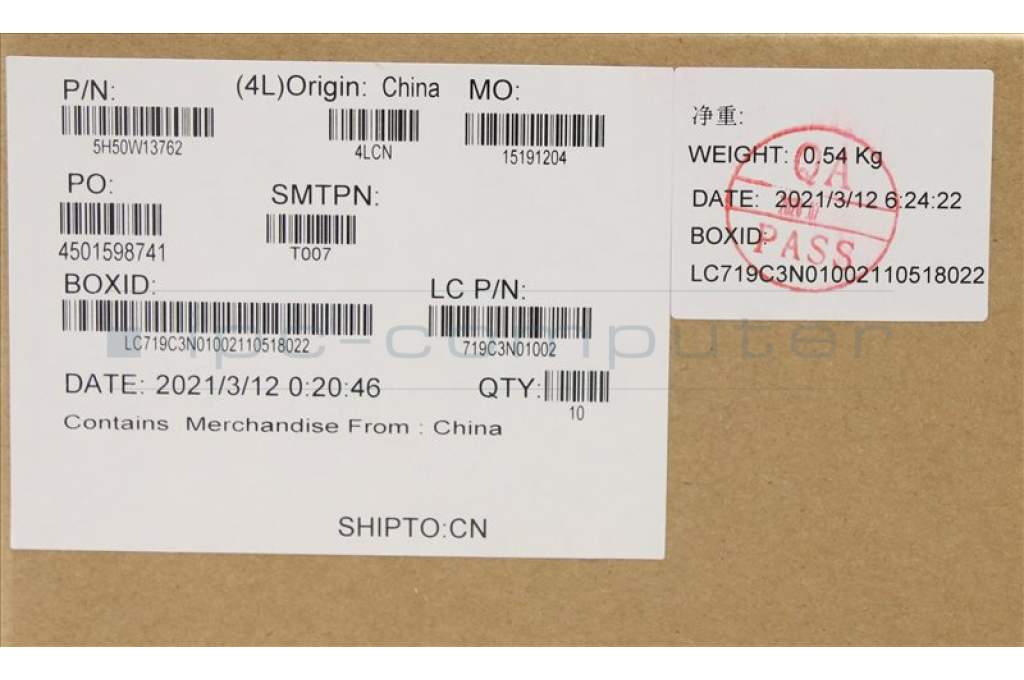 P/N:
(4L)Origin: China
MO:
5H50W13762
4LCN
15191204
PO:
SMTPN:
4501598741
T007
BOXID:
LC P/N:
LC719C3N01002110518022
719C3N01002
DATE: 2021/3/12 0:20:46
QTY:
10
Contains Merchandise From : China
SHIPTO:CN
净重:
WEIGHT: 0.54 Kg
DATE: 2021/3/12 6:24:22
BOXID:
LC719C3N01002110518022
QA
PASS
ipc-computer